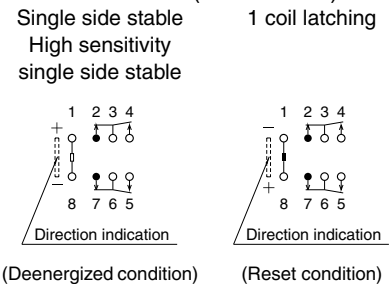 Single side stable
High sensitivity
single side stable
1 coil latching
1 2 3 4
+
−
8 7 6 5
Direction indication
(Deenergized condition)
1 2 3 4
−
+
8 7 6 5
Direction indication
(Reset condition)